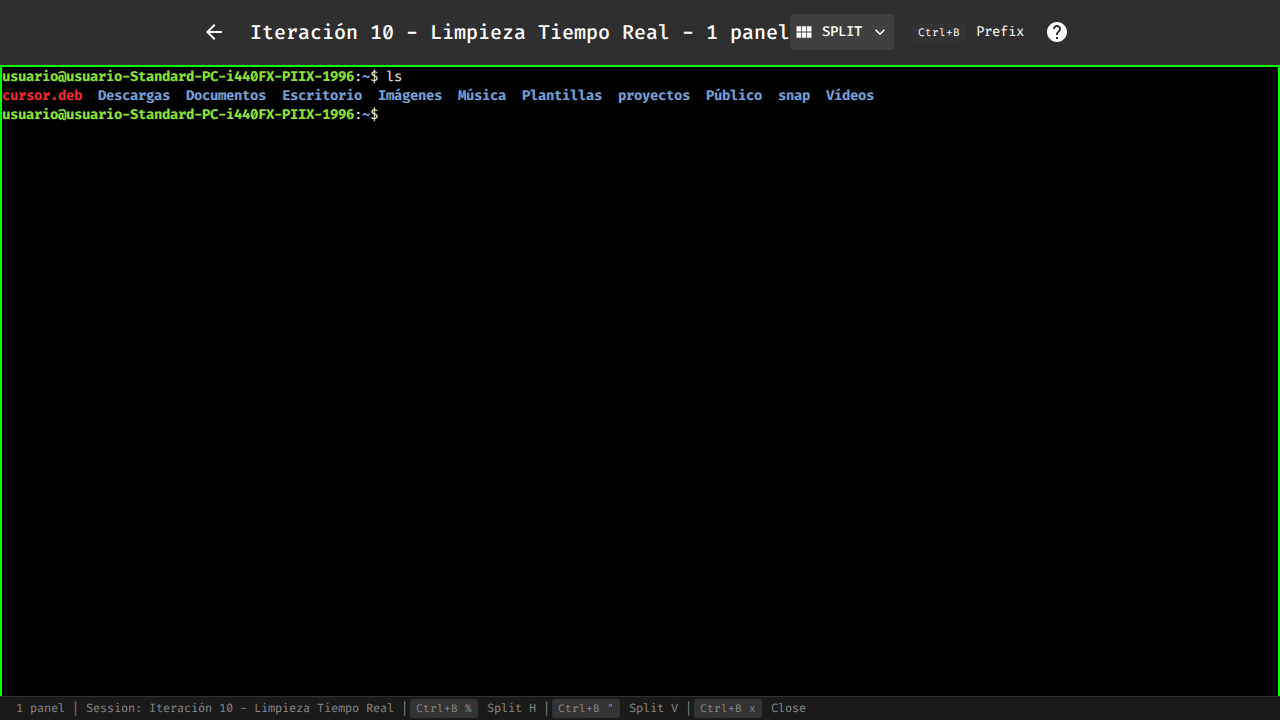 Iteración 10 - Limpieza Tiempo Real - 1 panel SPLIT Ctrl+B Prefix
usuario@usuario-Standard-PC-i440FX-PIIX-1996:~$ ls
cursor.deb Descargas Documentos Escritorio Imágenes Música Plantillas proyectos Público snap Vídeos
usuario@usuario-Standard-PC-i440FX-PIIX-1996:~$
1 panel | Session: Iteración 10 - Limpieza Tiempo Real | Ctrl+B % Split H | Ctrl+B " Split V | Ctrl+B x Close